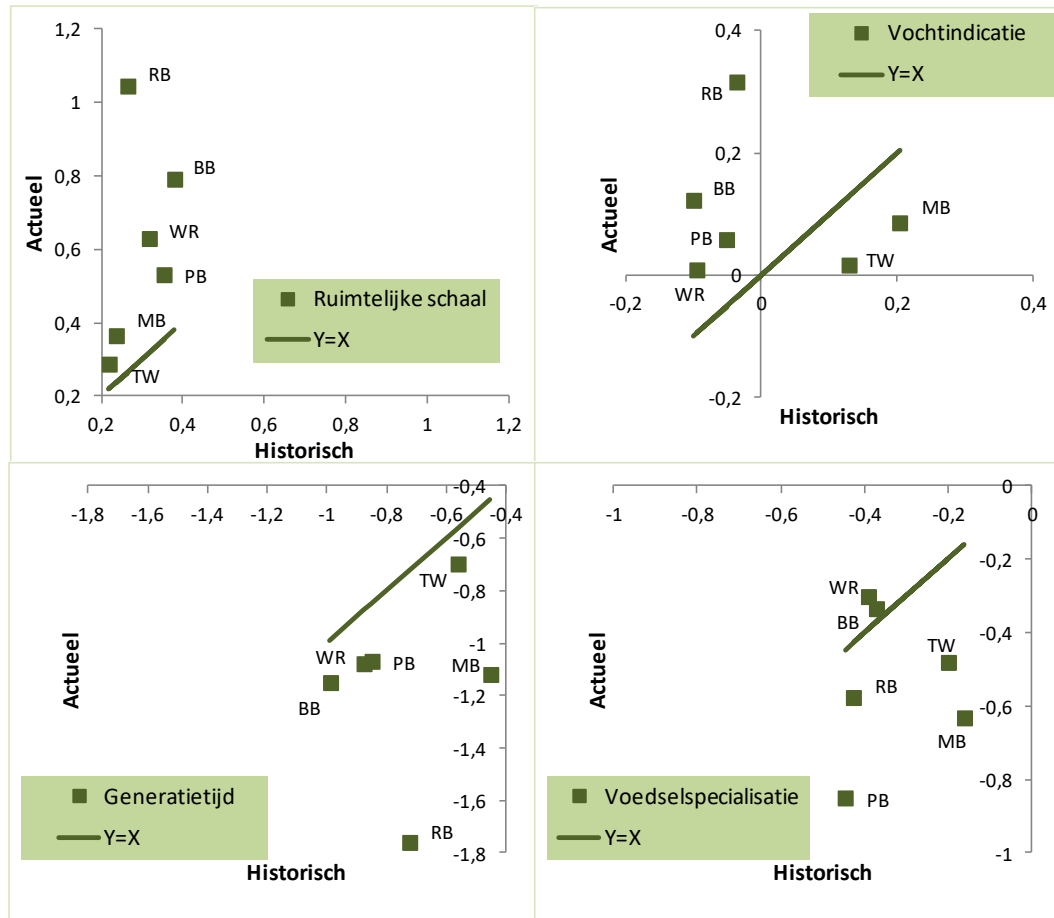 1,2
1
0,8
0,6
0,4
0,2
0,2
0,4
0,6
0,8
1
1,2
Actueel
Historisch
RB
BB
WR
PB
MB
TW
Ruimtelijke schaal
Y=X
0,4
0,2
0
-0,2
-0,2
0
0,2
0,4
Actueel
Historisch
RB
BB
PB
WR
MB
TW
Vochtindicatie
Y=X
-1,8
-1,6
-1,4
-1,2
-1
-0,8
-0,6
-0,4
-0,4
-0,6
-0,8
-1
-1,2
-1,4
-1,6
-1,8
Actueel
Historisch
TW
WR
PB
MB
BB
RB
Generatietijd
Y=X
-1
-0,8
-0,6
-0,4
-0,2
0
0
-0,2
-0,4
-0,6
-0,8
-1
Actueel
Historisch
WR
BB
TW
RB
MB
PB
Voedselspecialisatie
Y=X